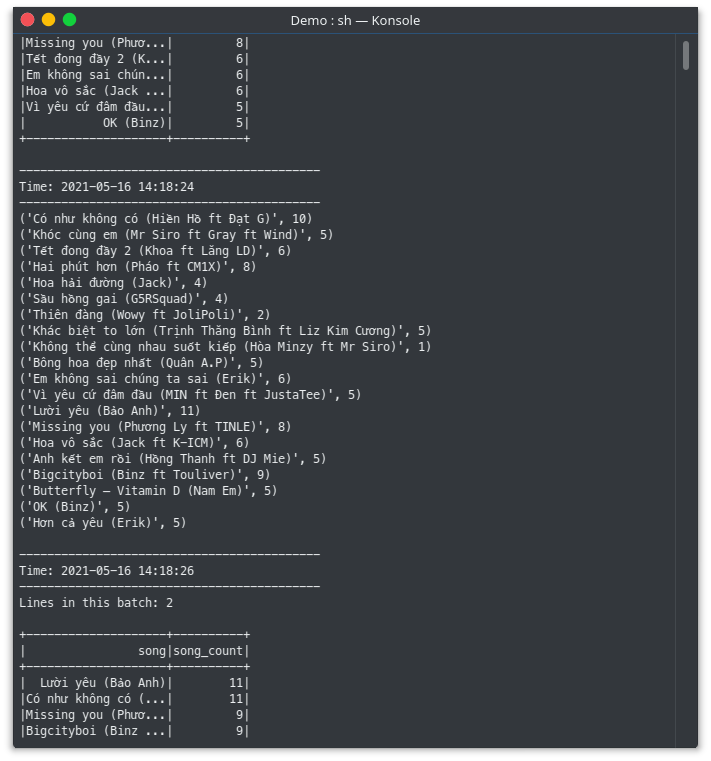 Demo : sh — Konsole
|Missing you (Phươ...|         8|
|Tết đong đầy 2 (K...|         6|
|Em không sai chún...|         6|
|Hoa vô sắc (Jack ...|         6|
|Vì yêu cứ đâm đầu...|         5|
|           OK (Binz)|         5|
+--------------------+----------+
-------------------------------------------
Time: 2021-05-16 14:18:24
-------------------------------------------
('Có như không có (Hiền Hồ ft Đạt G)', 10)
('Khóc cùng em (Mr Siro ft Gray ft Wind)', 5)
('Tết đong đầy 2 (Khoa ft Lăng LD)', 6)
('Hai phút hơn (Pháo ft CM1X)', 8)
('Hoa hải đường (Jack)', 4)
('Sầu hồng gai (G5RSquad)', 4)
('Thiên đàng (Wowy ft JoliPoli)', 2)
('Khác biệt to lớn (Trịnh Thăng Bình ft Liz Kim Cương)', 5)
('Không thể cùng nhau suốt kiếp (Hòa Minzy ft Mr Siro)', 1)
('Bông hoa đẹp nhất (Quân A.P)', 5)
('Em không sai chúng ta sai (Erik)', 6)
('Vì yêu cứ đâm đầu (MIN ft Đen ft JustaTee)', 5)
('Lười yêu (Bảo Anh)', 11)
('Missing you (Phương Ly ft TINLE)', 8)
('Hoa vô sắc (Jack ft K-ICM)', 6)
('Anh kết em rồi (Hồng Thanh ft DJ Mie)', 5)
('Bigcityboi (Binz ft Touliver)', 9)
('Butterfly – Vitamin D (Nam Em)', 5)
('OK (Binz)', 5)
('Hơn cả yêu (Erik)', 5)
-------------------------------------------
Time: 2021-05-16 14:18:26
-------------------------------------------
Lines in this batch: 2
+--------------------+----------+
|                song|song_count|
+--------------------+----------+
|  Lười yêu (Bảo Anh)|        11|
|Có như không có (...|        11|
|Missing you (Phươ...|         9|
|Bigcityboi (Binz ...|         9|